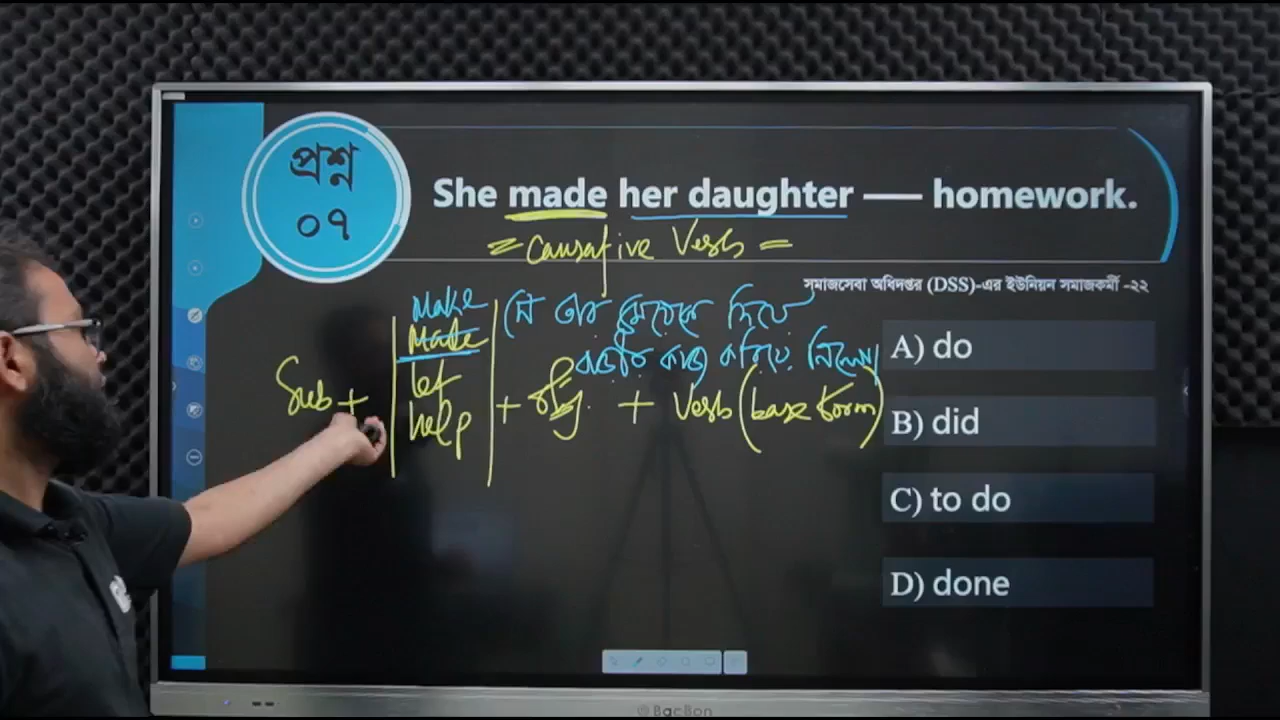 প্রশ্ন
০৭
She made her daughter —— homework.
= Causative Verb =
সমাজসেবা অধিদপ্তর (DSS)-এর ইউনিয়ন সমাজকর্মী -২২
Make
Made
let
help
সে তার মেয়েকে দিয়ে
বাড়ির কাজ করিয়ে নিলেন।
Sub + + obj. + Verb (base form)
A) do
B) did
C) to do
D) done
BacBon